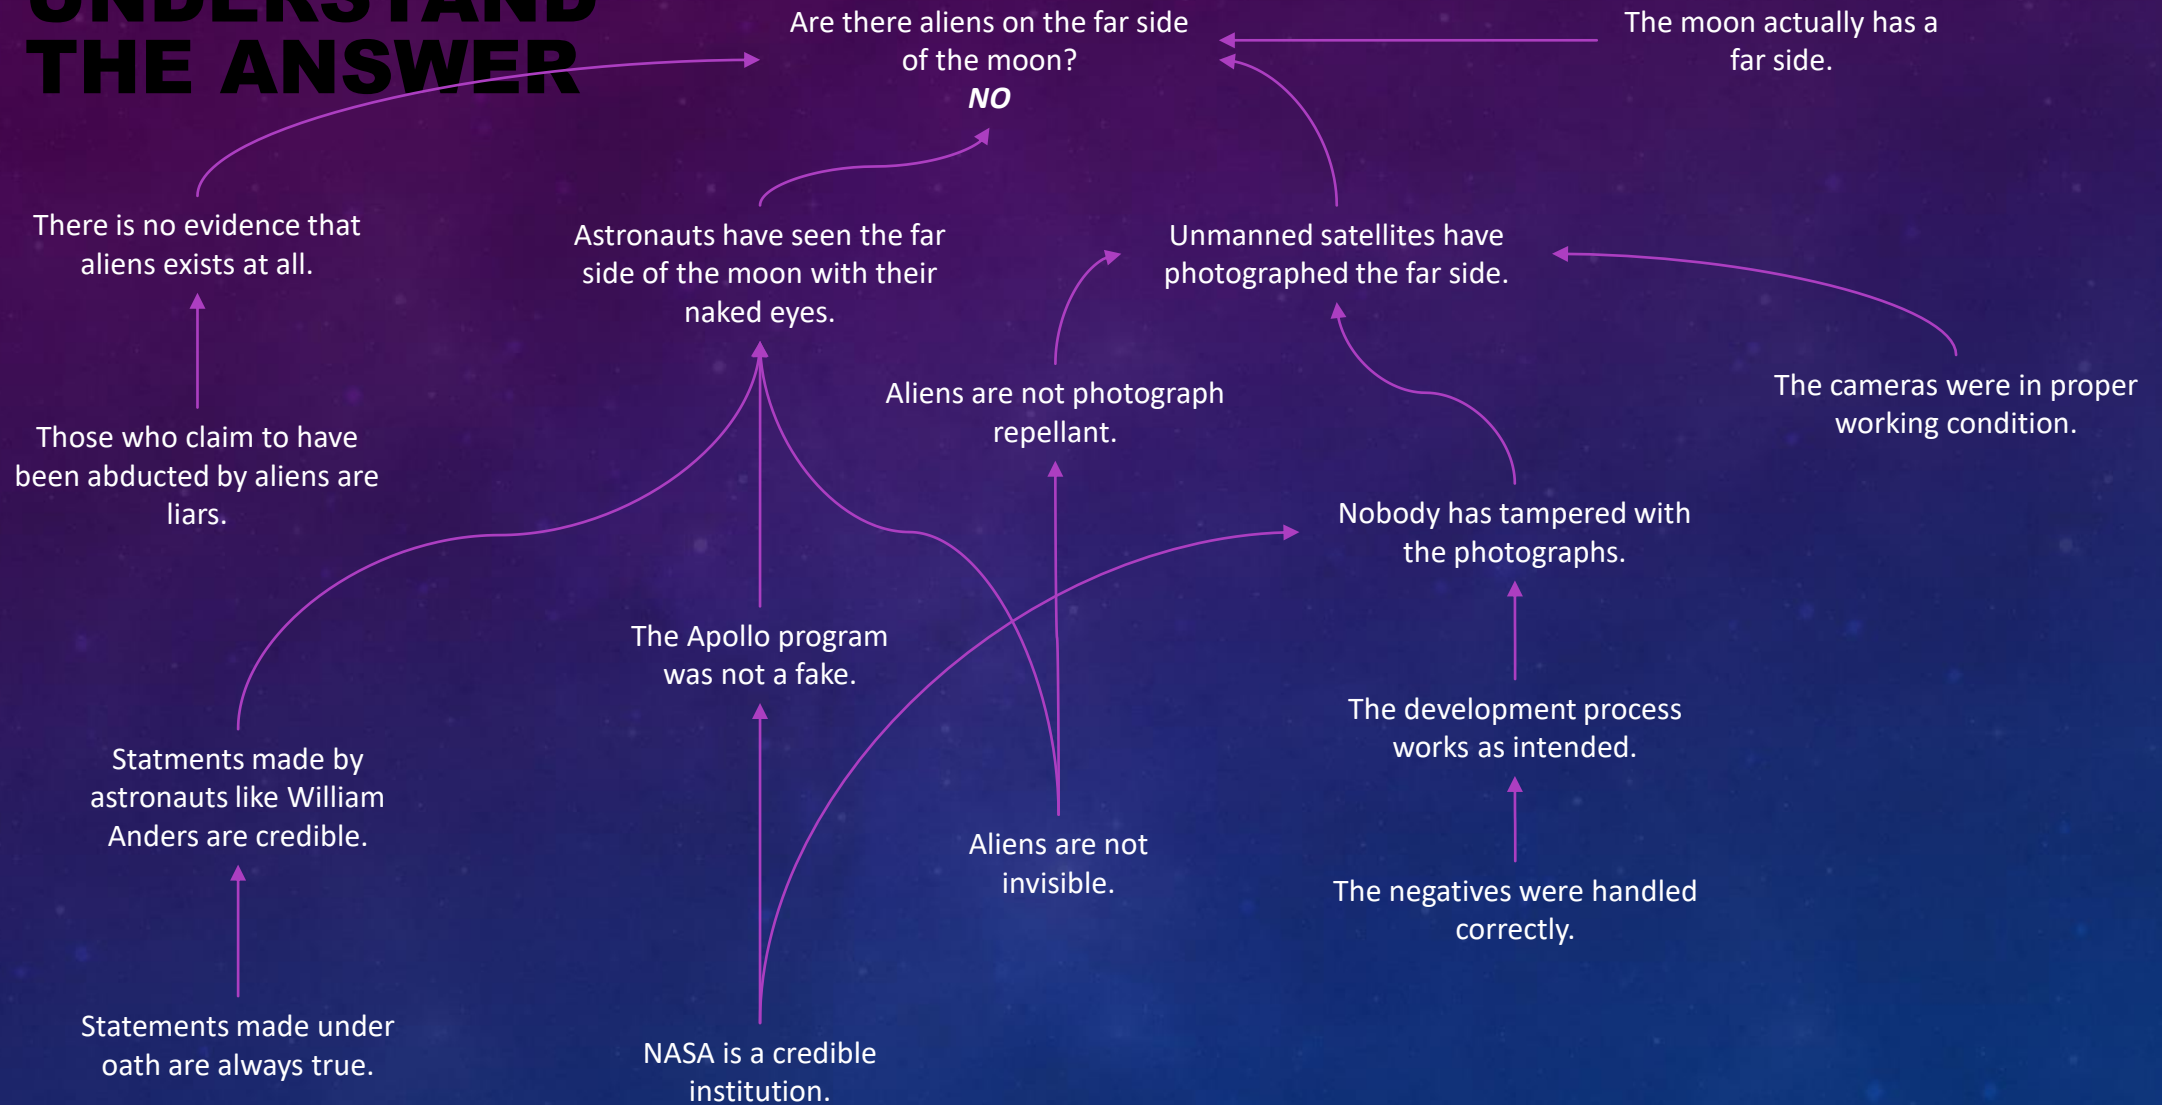 UNDERSTAND
THE ANSWER
Are there aliens on the far side
of the moon?
NO
The moon actually has a
far side.
There is no evidence that
aliens exists at all.
Astronauts have seen the far
side of the moon with their
naked eyes.
Unmanned satellites have
photographed the far side.
Those who claim to have
been abducted by aliens are
liars.
Aliens are not photograph
repellant.
The cameras were in proper
working condition.
Nobody has tampered with
the photographs.
The Apollo program
was not a fake.
The development process
works as intended.
Statments made by
astronauts like William
Anders are credible.
Aliens are not
invisible.
The negatives were handled
correctly.
Statements made under
oath are always true.
NASA is a credible
institution.